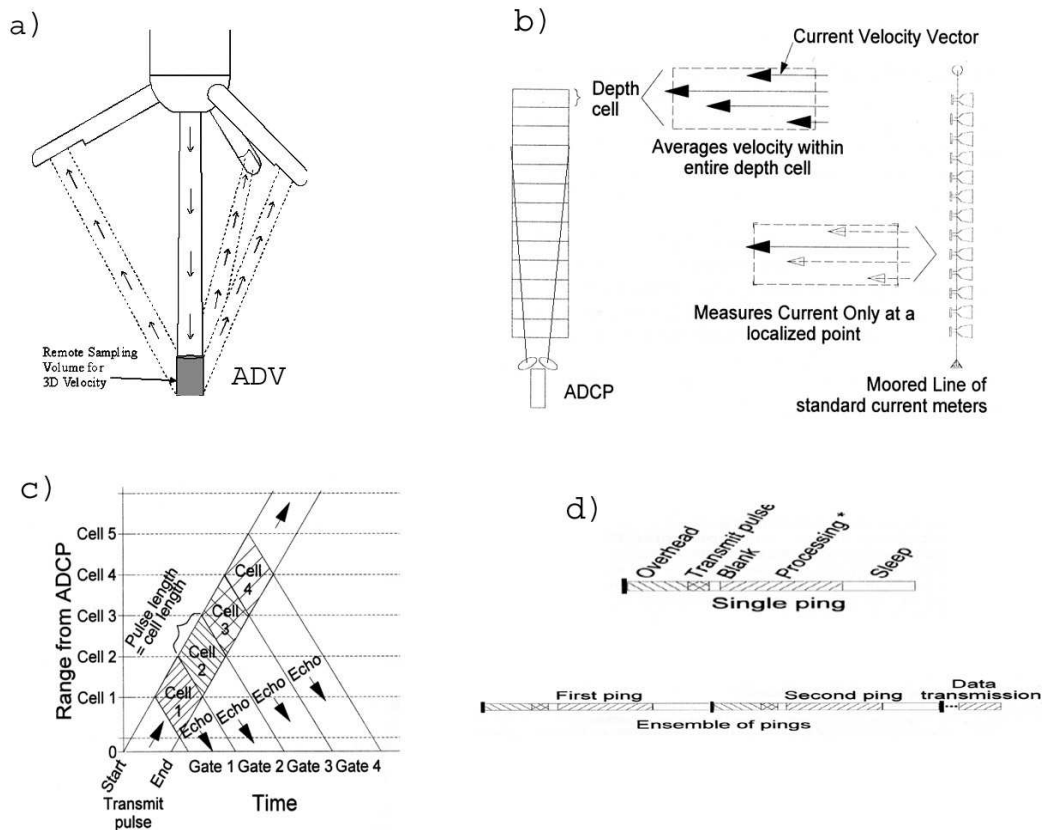 a)
Remote Sampling
Volume for
3D Velocity
ADV
b)
Current Velocity Vector
Depth
cell
Averages velocity within
entire depth cell
Measures Current Only at a
localized point
ADCP
Moored Line of
standard current meters
c)
Range from ADCP
Cell 5
Cell 4
Cell 3
Cell 2
Cell 1
0
Pulse length
= cell length
Cell
4
Cell
3
Cell
2
Cell
1
Echo
Echo
Echo
Echo
Start
End
Gate 1
Gate 2
Gate 3
Gate 4
Transmit
pulse
Time
d)
Overhead
Transmit pulse
Blank
Processing *
Sleep
Single ping
First ping
Second ping
Data
transmission
Ensemble of pings